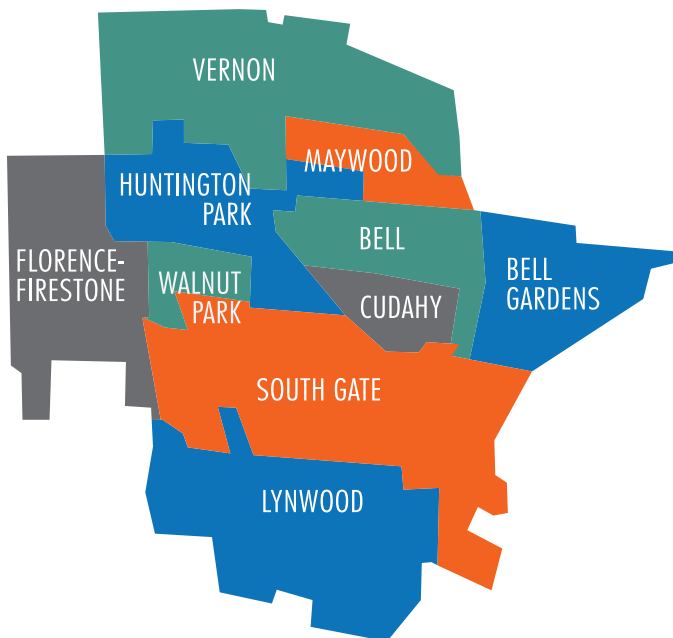 VERNON
MAYWOOD
HUNTINGTON
PARK
BELL
FLORENCE-
FIRESTONE
WALNUT
PARK
CUDAHY
BELL
GARDENS
SOUTH GATE
LYNWOOD